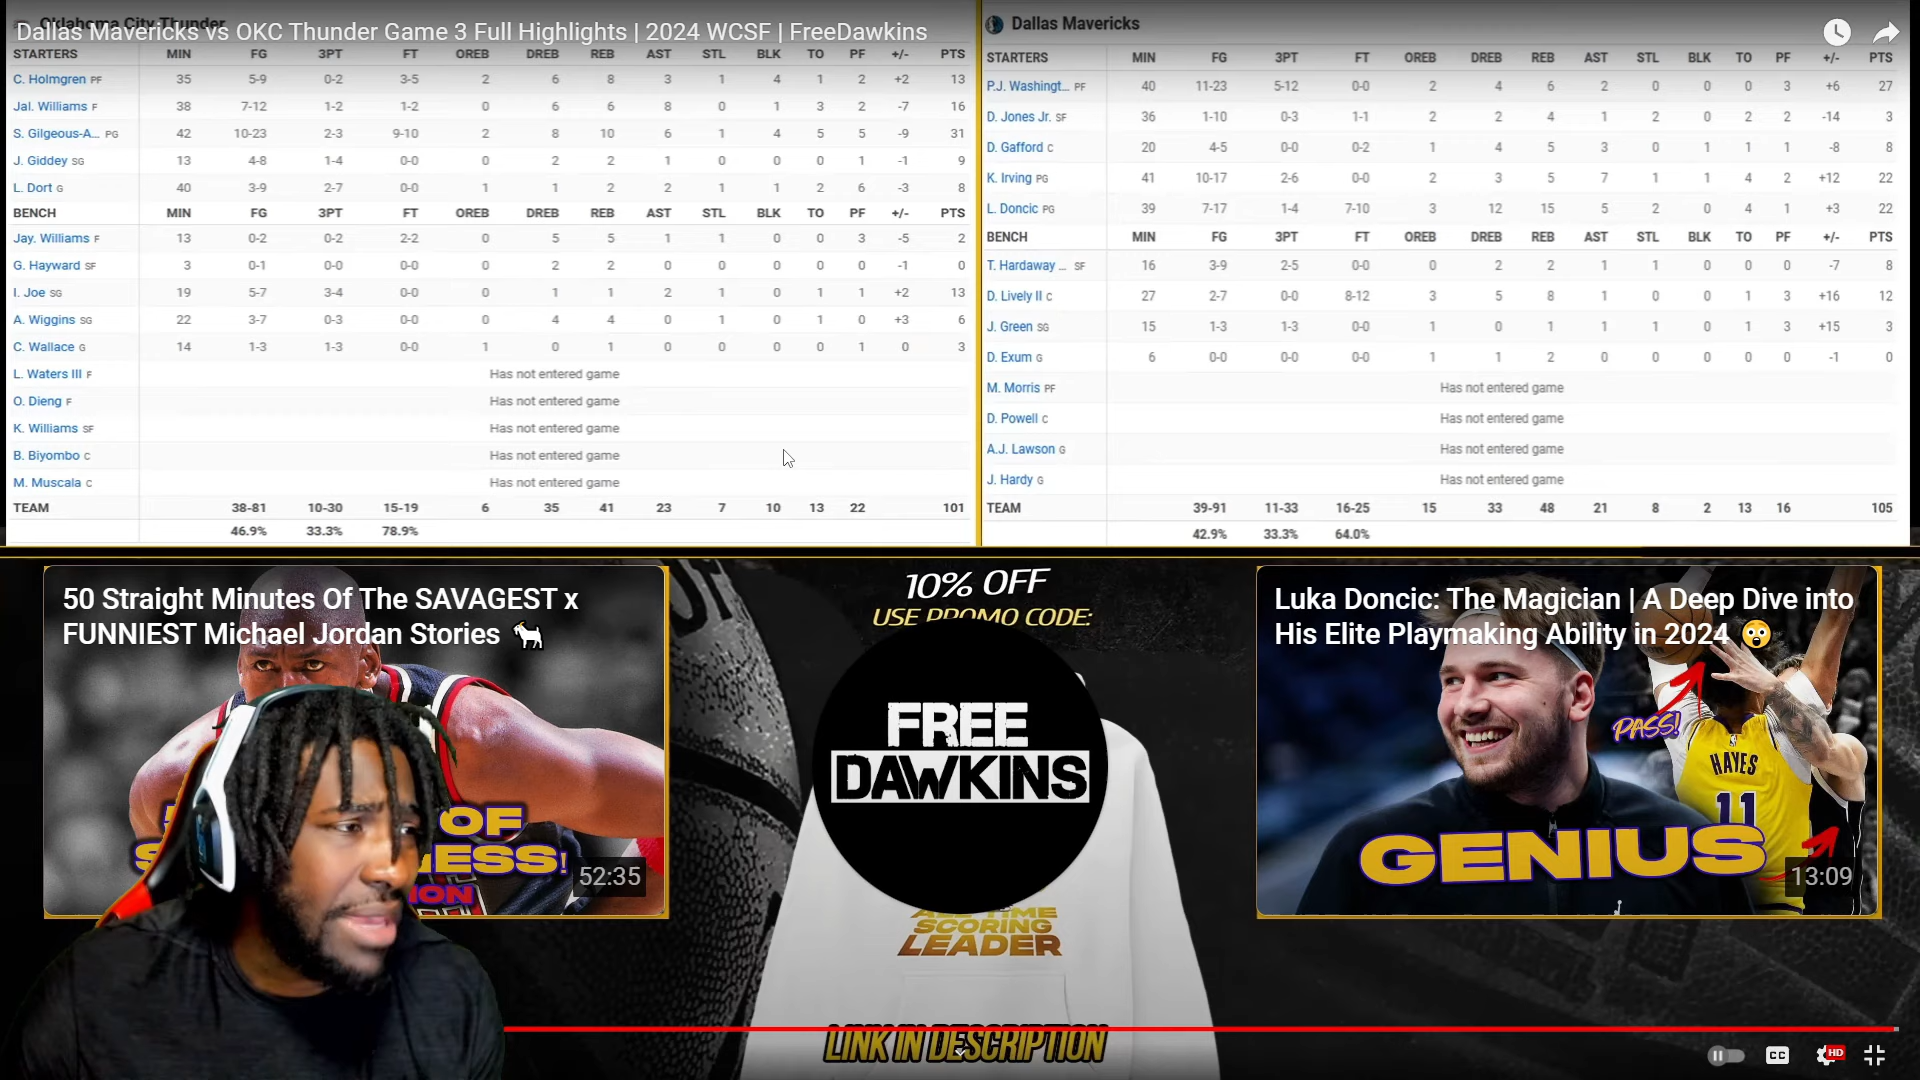 Oklahoma City Thunder
Dallas Mavericks vs OKC Thunder Game 3 Full Highlights | 2024 WCSF | FreeDawkins
STARTERS MIN FG 3PT FT OREB DREB REB AST STL BLK TO PF +/- PTS
C. Holmgren PF 35 5-9 0-2 3-5 2 6 8 3 1 4 1 2 +2 13
Jal. Williams F 38 7-12 1-2 1-2 0 6 6 8 0 1 3 2 -7 16
S. Gilgeous-A... PG 42 10-23 2-3 9-10 2 8 10 6 1 4 5 5 -9 31
J. Giddey SG 13 4-8 1-4 0-0 0 2 2 1 0 0 0 1 -1 9
L. Dort G 40 3-9 2-7 0-0 1 1 2 2 1 1 2 6 -3 8
BENCH MIN FG 3PT FT OREB DREB REB AST STL BLK TO PF +/- PTS
Jay. Williams F 13 0-2 0-2 2-2 0 5 5 1 1 0 0 3 -5 2
G. Hayward SF 3 0-1 0-0 0-0 0 2 2 0 0 0 0 0 -1 0
I. Joe SG 19 5-7 3-4 0-0 0 1 1 2 1 0 1 1 +2 13
A. Wiggins SG 22 3-7 0-3 0-0 0 4 4 0 1 0 1 0 +3 6
C. Wallace G 14 1-3 1-3 0-0 1 0 1 0 0 0 0 1 0 3
L. Waters III F Has not entered game
O. Dieng F Has not entered game
K. Williams SF Has not entered game
B. Biyombo C Has not entered game
M. Muscala C Has not entered game
TEAM 38-81 10-30 15-19 6 35 41 23 7 10 13 22 101
46.9% 33.3% 78.9%
Dallas Mavericks
STARTERS MIN FG 3PT FT OREB DREB REB AST STL BLK TO PF +/- PTS
P.J. Washingt... PF 40 11-23 5-12 0-0 2 4 6 2 0 0 0 3 +6 27
D. Jones Jr. SF 36 1-10 0-3 1-1 2 2 4 1 2 0 2 2 -14 3
D. Gafford C 20 4-5 0-0 0-2 1 4 5 3 0 1 1 1 -8 8
K. Irving PG 41 10-17 2-6 0-0 2 3 5 7 1 1 4 2 +12 22
L. Doncic PG 39 7-17 1-4 7-10 3 12 15 5 2 0 4 1 +3 22
BENCH MIN FG 3PT FT OREB DREB REB AST STL BLK TO PF +/- PTS
T. Hardaway ... SF 16 3-9 2-5 0-0 0 2 2 1 1 0 0 0 -7 8
D. Lively II C 27 2-7 0-0 8-12 3 5 8 1 0 0 1 3 +16 12
J. Green SG 15 1-3 1-3 0-0 1 0 1 1 1 0 1 3 +15 3
D. Exum G 6 0-0 0-0 0-0 1 1 2 0 0 0 0 0 -1 0
M. Morris PF Has not entered game
D. Powell C Has not entered game
A.J. Lawson G Has not entered game
J. Hardy G Has not entered game
TEAM 39-91 11-33 16-25 15 33 48 21 8 2 13 16 105
42.9% 33.3% 64.0%
50 Straight Minutes Of The SAVAGEST x
FUNNIEST Michael Jordan Stories 🐐
OF
ESS!
ION
52:35
10% OFF
USE PROMO CODE:
FREE
DAWKINS
ALL TIME
SCORING
LEADER
LINK IN DESCRIPTION
Luka Doncic: The Magician | A Deep Dive into
His Elite Playmaking Ability in 2024 😲
PASS!
HAYES
11
GENIUS
13:09
CC
HD